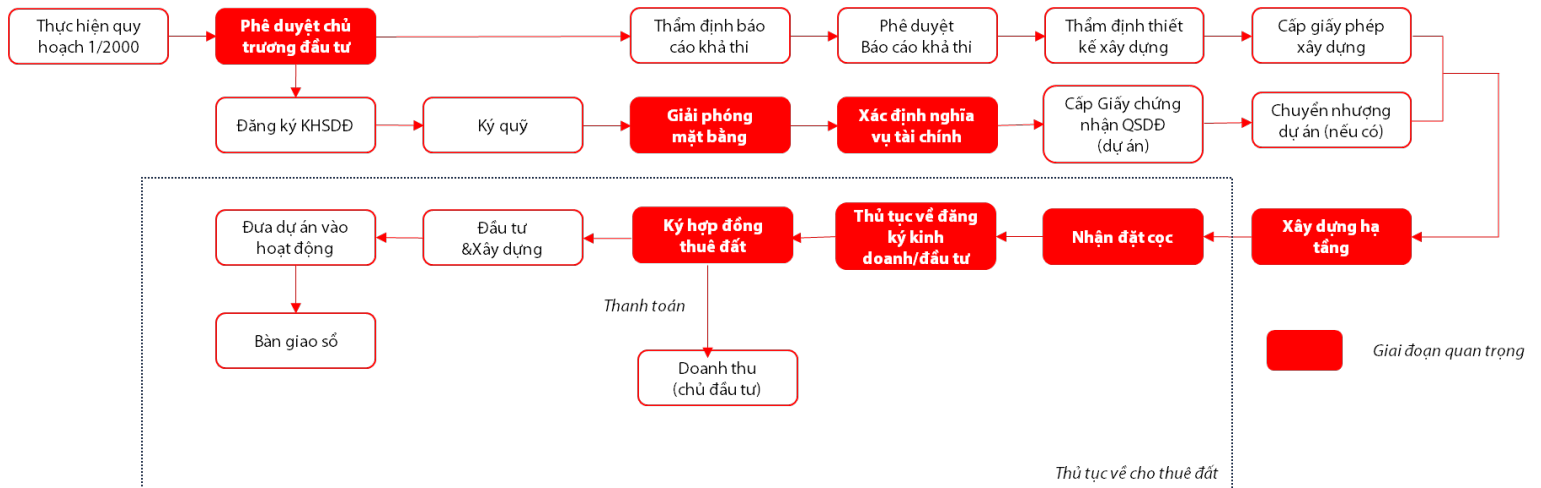 Thực hiện quy
hoạch 1/2000
Phê duyệt chủ
trương đầu tư
Thẩm định báo
cáo khả thi
Phê duyệt
Báo cáo khả thi
Thẩm định thiết
kế xây dựng
Cấp giấy phép
xây dựng
Đăng ký KHSDĐ
Ký quỹ
Giải phóng
mặt bằng
Xác định nghĩa
vụ tài chính
Cấp Giấy chứng
nhận QSDĐ
(dự án)
Chuyển nhượng
dự án (nếu có)
Đưa dự án vào
hoạt động
Đầu tư
&Xây dựng
Ký hợp đồng
thuê đất
Thủ tục về đăng
ký kinh
doanh/đầu tư
Nhận đặt cọc
Xây dựng hạ
tầng
Thanh toán
Bàn giao sổ
Doanh thu
(chủ đầu tư)
Giai đoạn quan trọng
Thủ tục về cho thuê đất